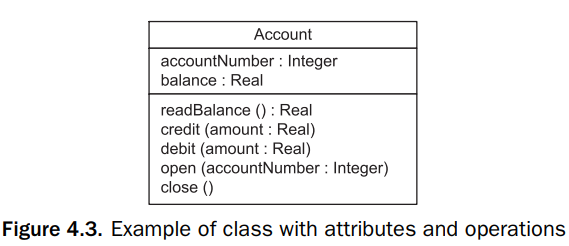 Account
accountNumber : Integer
balance : Real
readBalance () : Real
credit (amount : Real)
debit (amount : Real)
open (accountNumber : Integer)
close ()
Figure 4.3. Example of class with attributes and operations